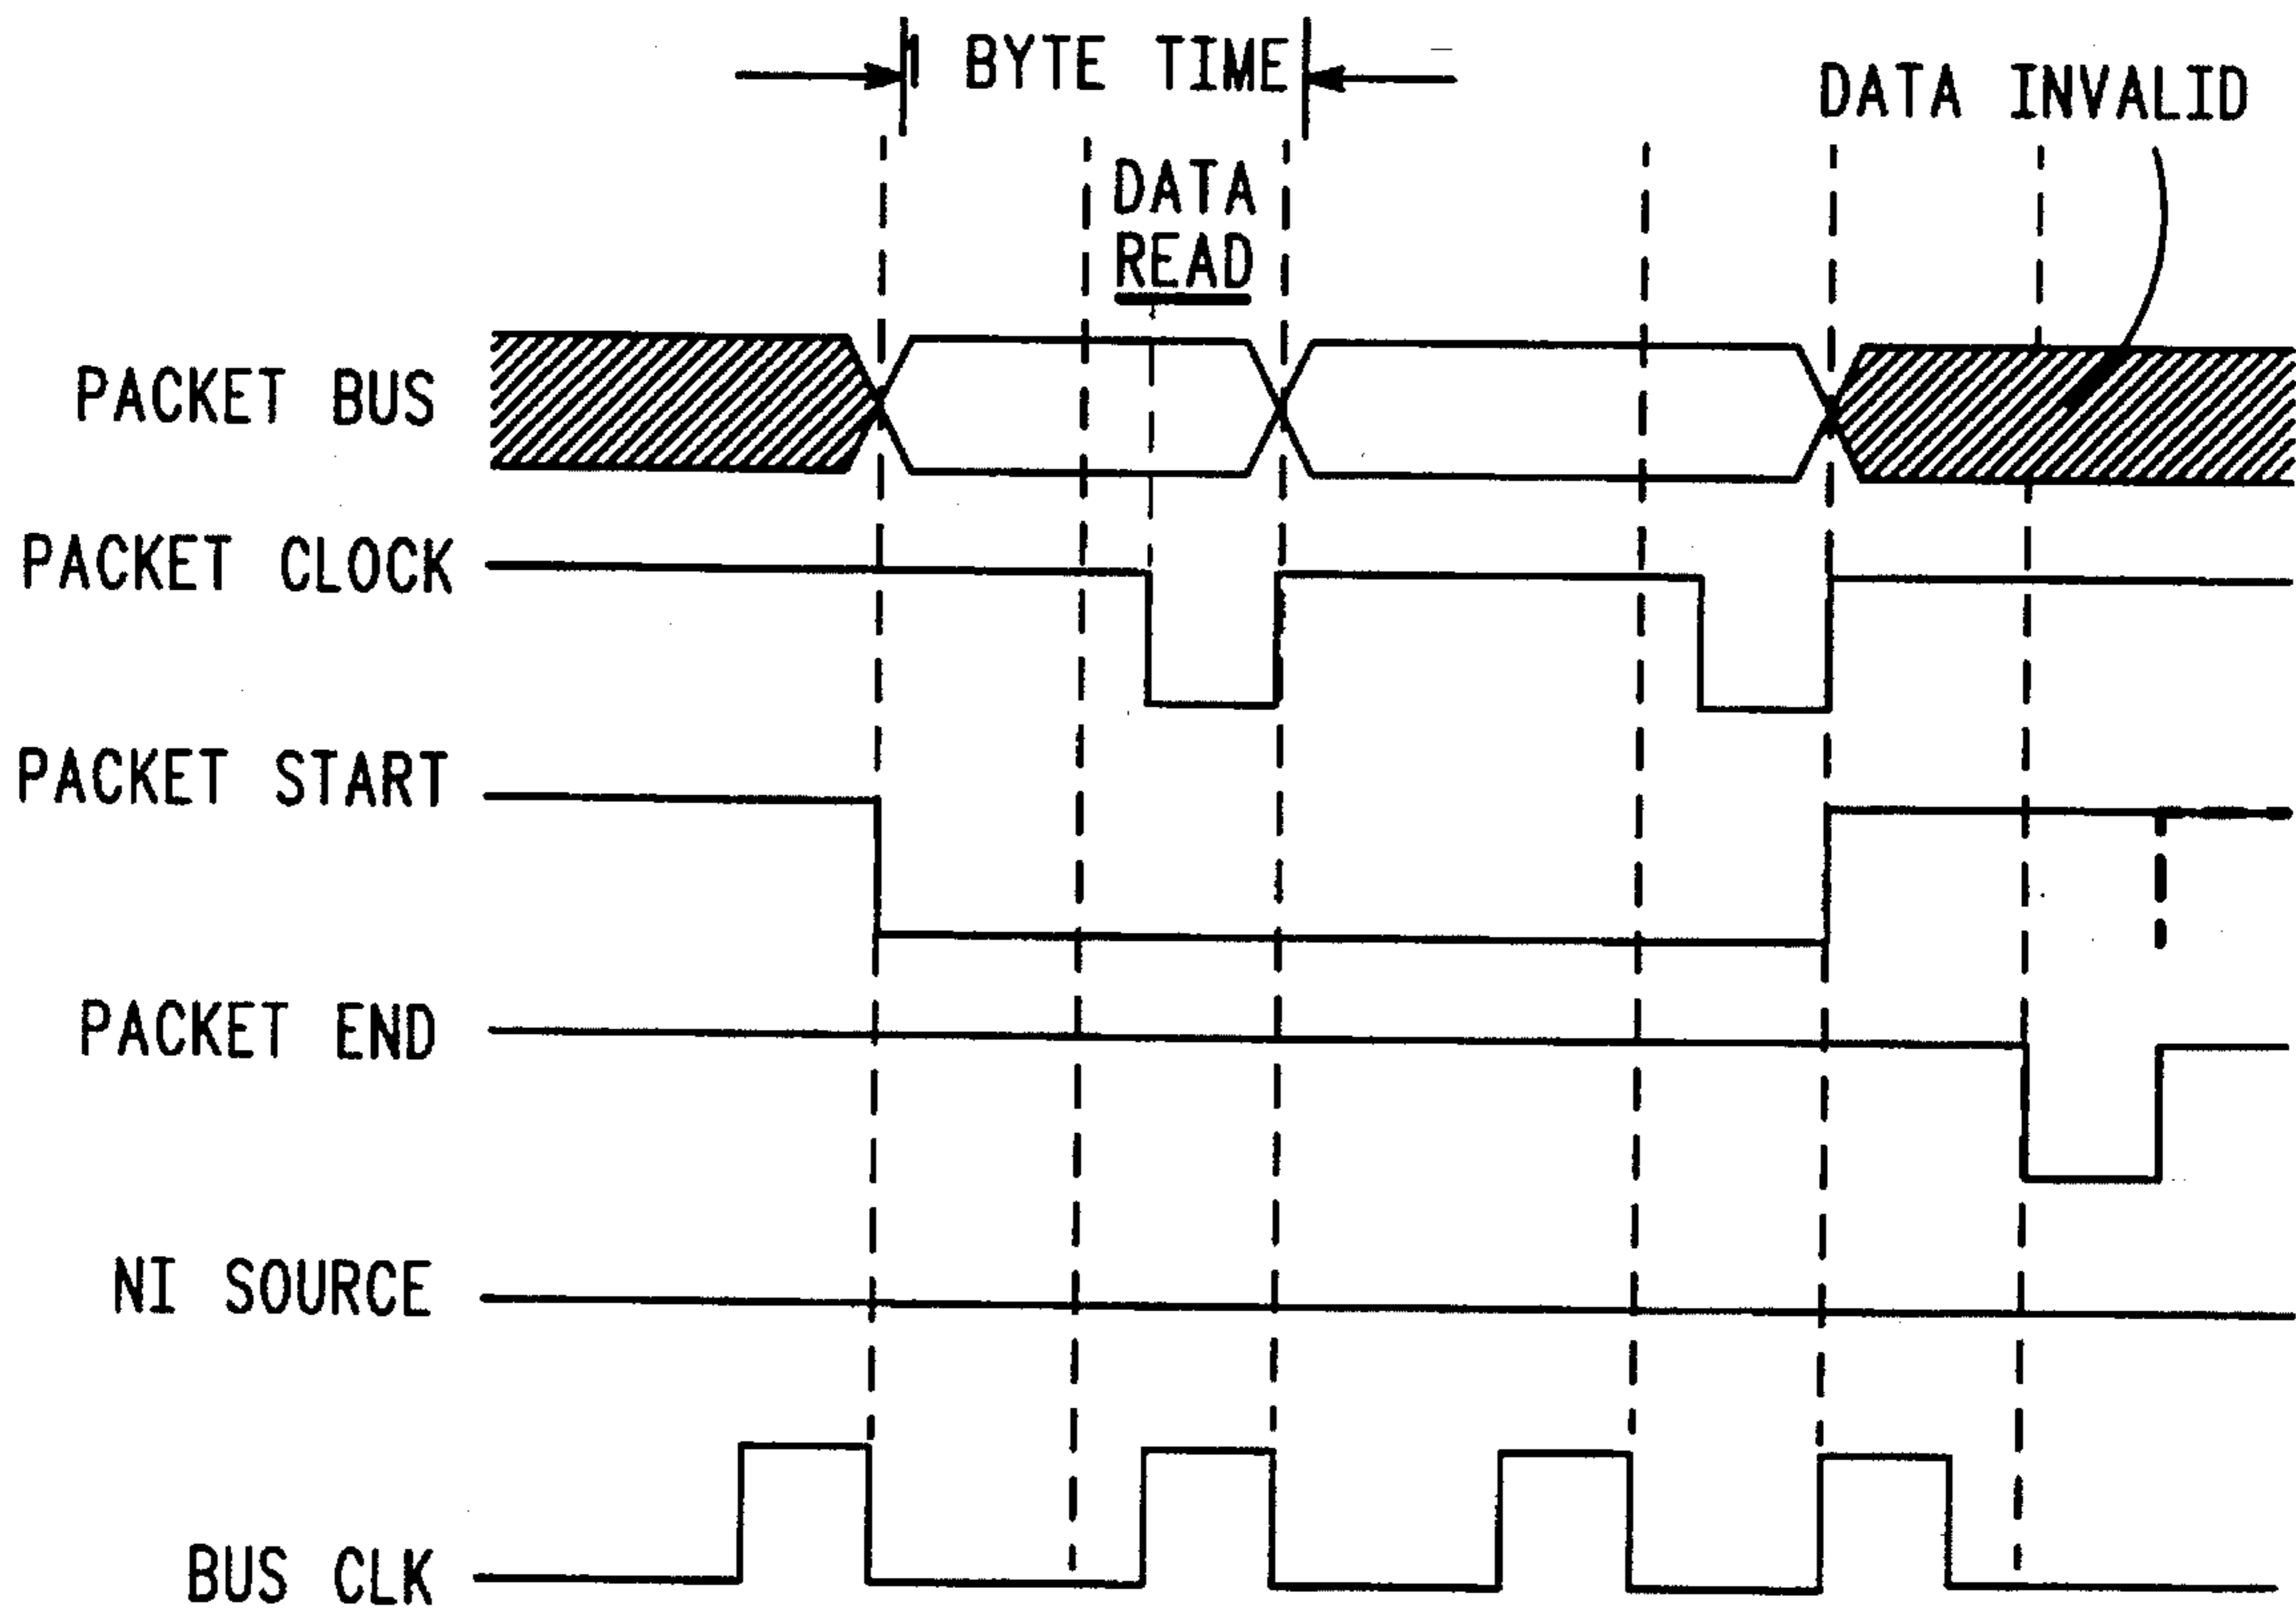 1 BYTE TIME
DATA INVALID
DATA
READ
PACKET BUS
PACKET CLOCK
PACKET START
PACKET END
NI SOURCE
BUS CLK